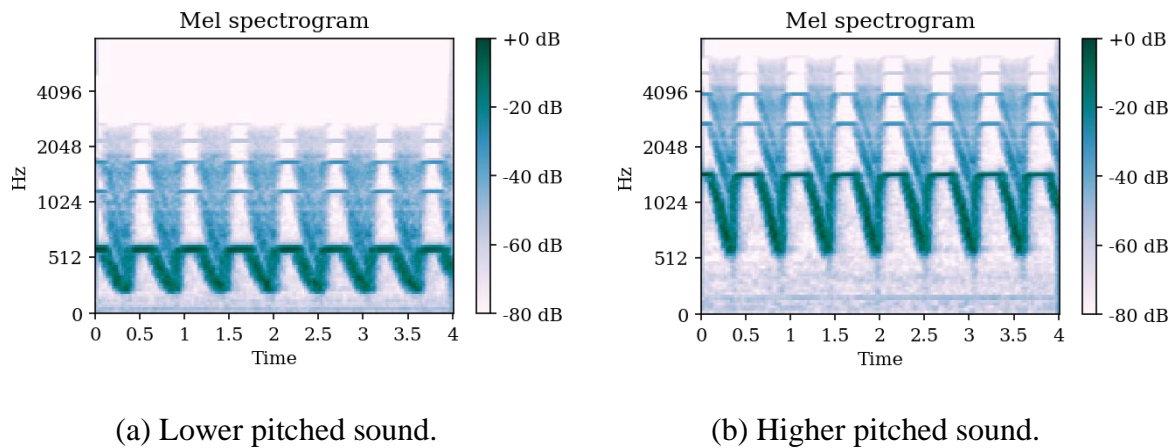 Mel spectrogram
+0 dB
4096
-20 dB
2048
Hz
-40 dB
1024
-60 dB
512
0
-80 dB
0 0.5 1 1.5 2 2.5 3 3.5 4
Time
(a) Lower pitched sound.
Mel spectrogram
+0 dB
4096
-20 dB
2048
Hz
-40 dB
1024
-60 dB
512
0
-80 dB
0 0.5 1 1.5 2 2.5 3 3.5 4
Time
(b) Higher pitched sound.